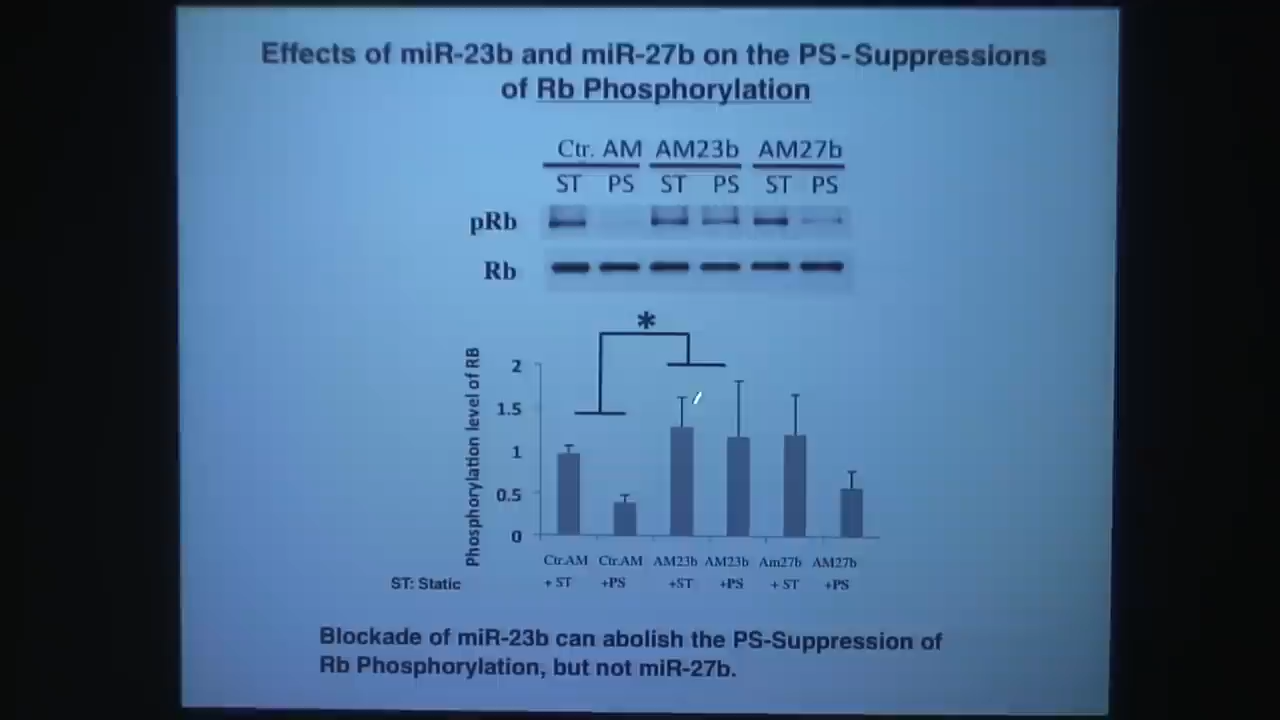 Effects of miR-23b and miR-27b on the PS-Suppressions
of Rb Phosphorylation
Ctr. AM AM23b AM27b
ST PS ST PS ST PS
pRb
Rb
*
Phosphorylation level of RB
2
1.5
1
0.5
0
Ctr.AM Ctr.AM AM23b AM23b Am27b AM27b
+ ST +PS +ST +PS + ST +PS
ST: Static
Blockade of miR-23b can abolish the PS-Suppression of
Rb Phosphorylation, but not miR-27b.